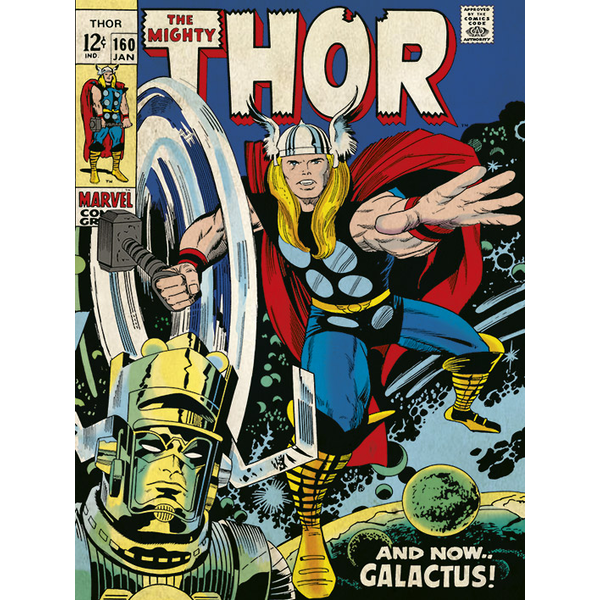 THOR
12¢ 160
IND. JAN
THE
MIGHTY
THOR
APPROVED
BY THE
COMICS
CODE
AUTHORITY
MARVEL
AND NOW..
GALACTUS!